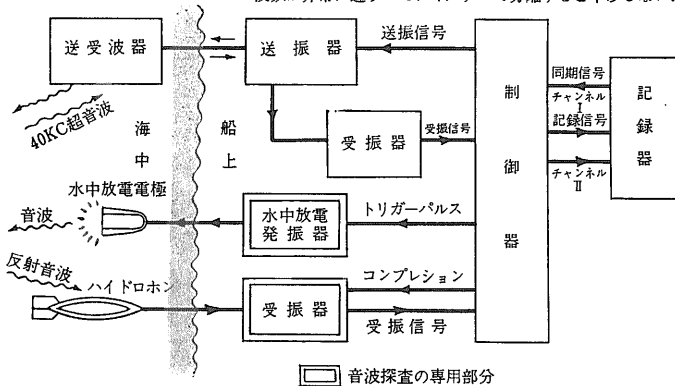 送受波器
送振器
送振信号
制御器
同期信号
チャンネル
I
記録信号
チャンネル
II
記録器
40KC超音波
海中
船上
受振器
受振信号
水中放電電極
音波
水中放電
発振器
トリガーパルス
反射音波
ハイドロホン
受振器
コンプレション
受振信号
音波探査の専用部分